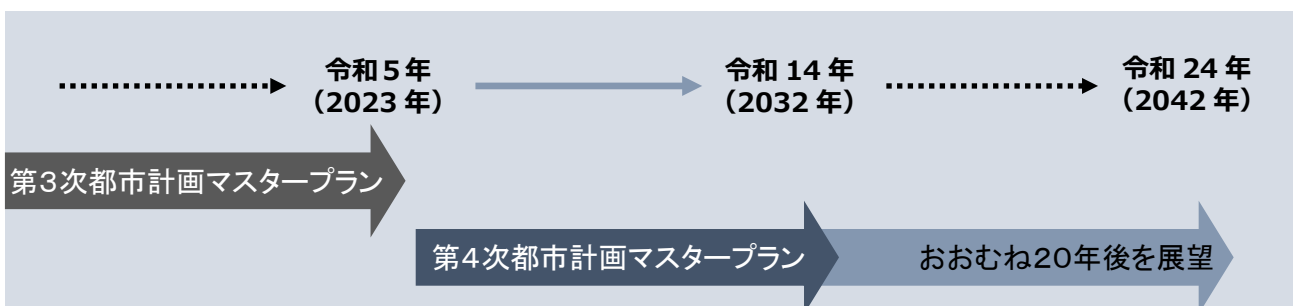 令和５年
（2023 年）
令和 14 年
（2032 年）
令和 24 年
（2042 年）
第３次都市計画マスタープラン
第４次都市計画マスタープラン
おおむね２０年後を展望